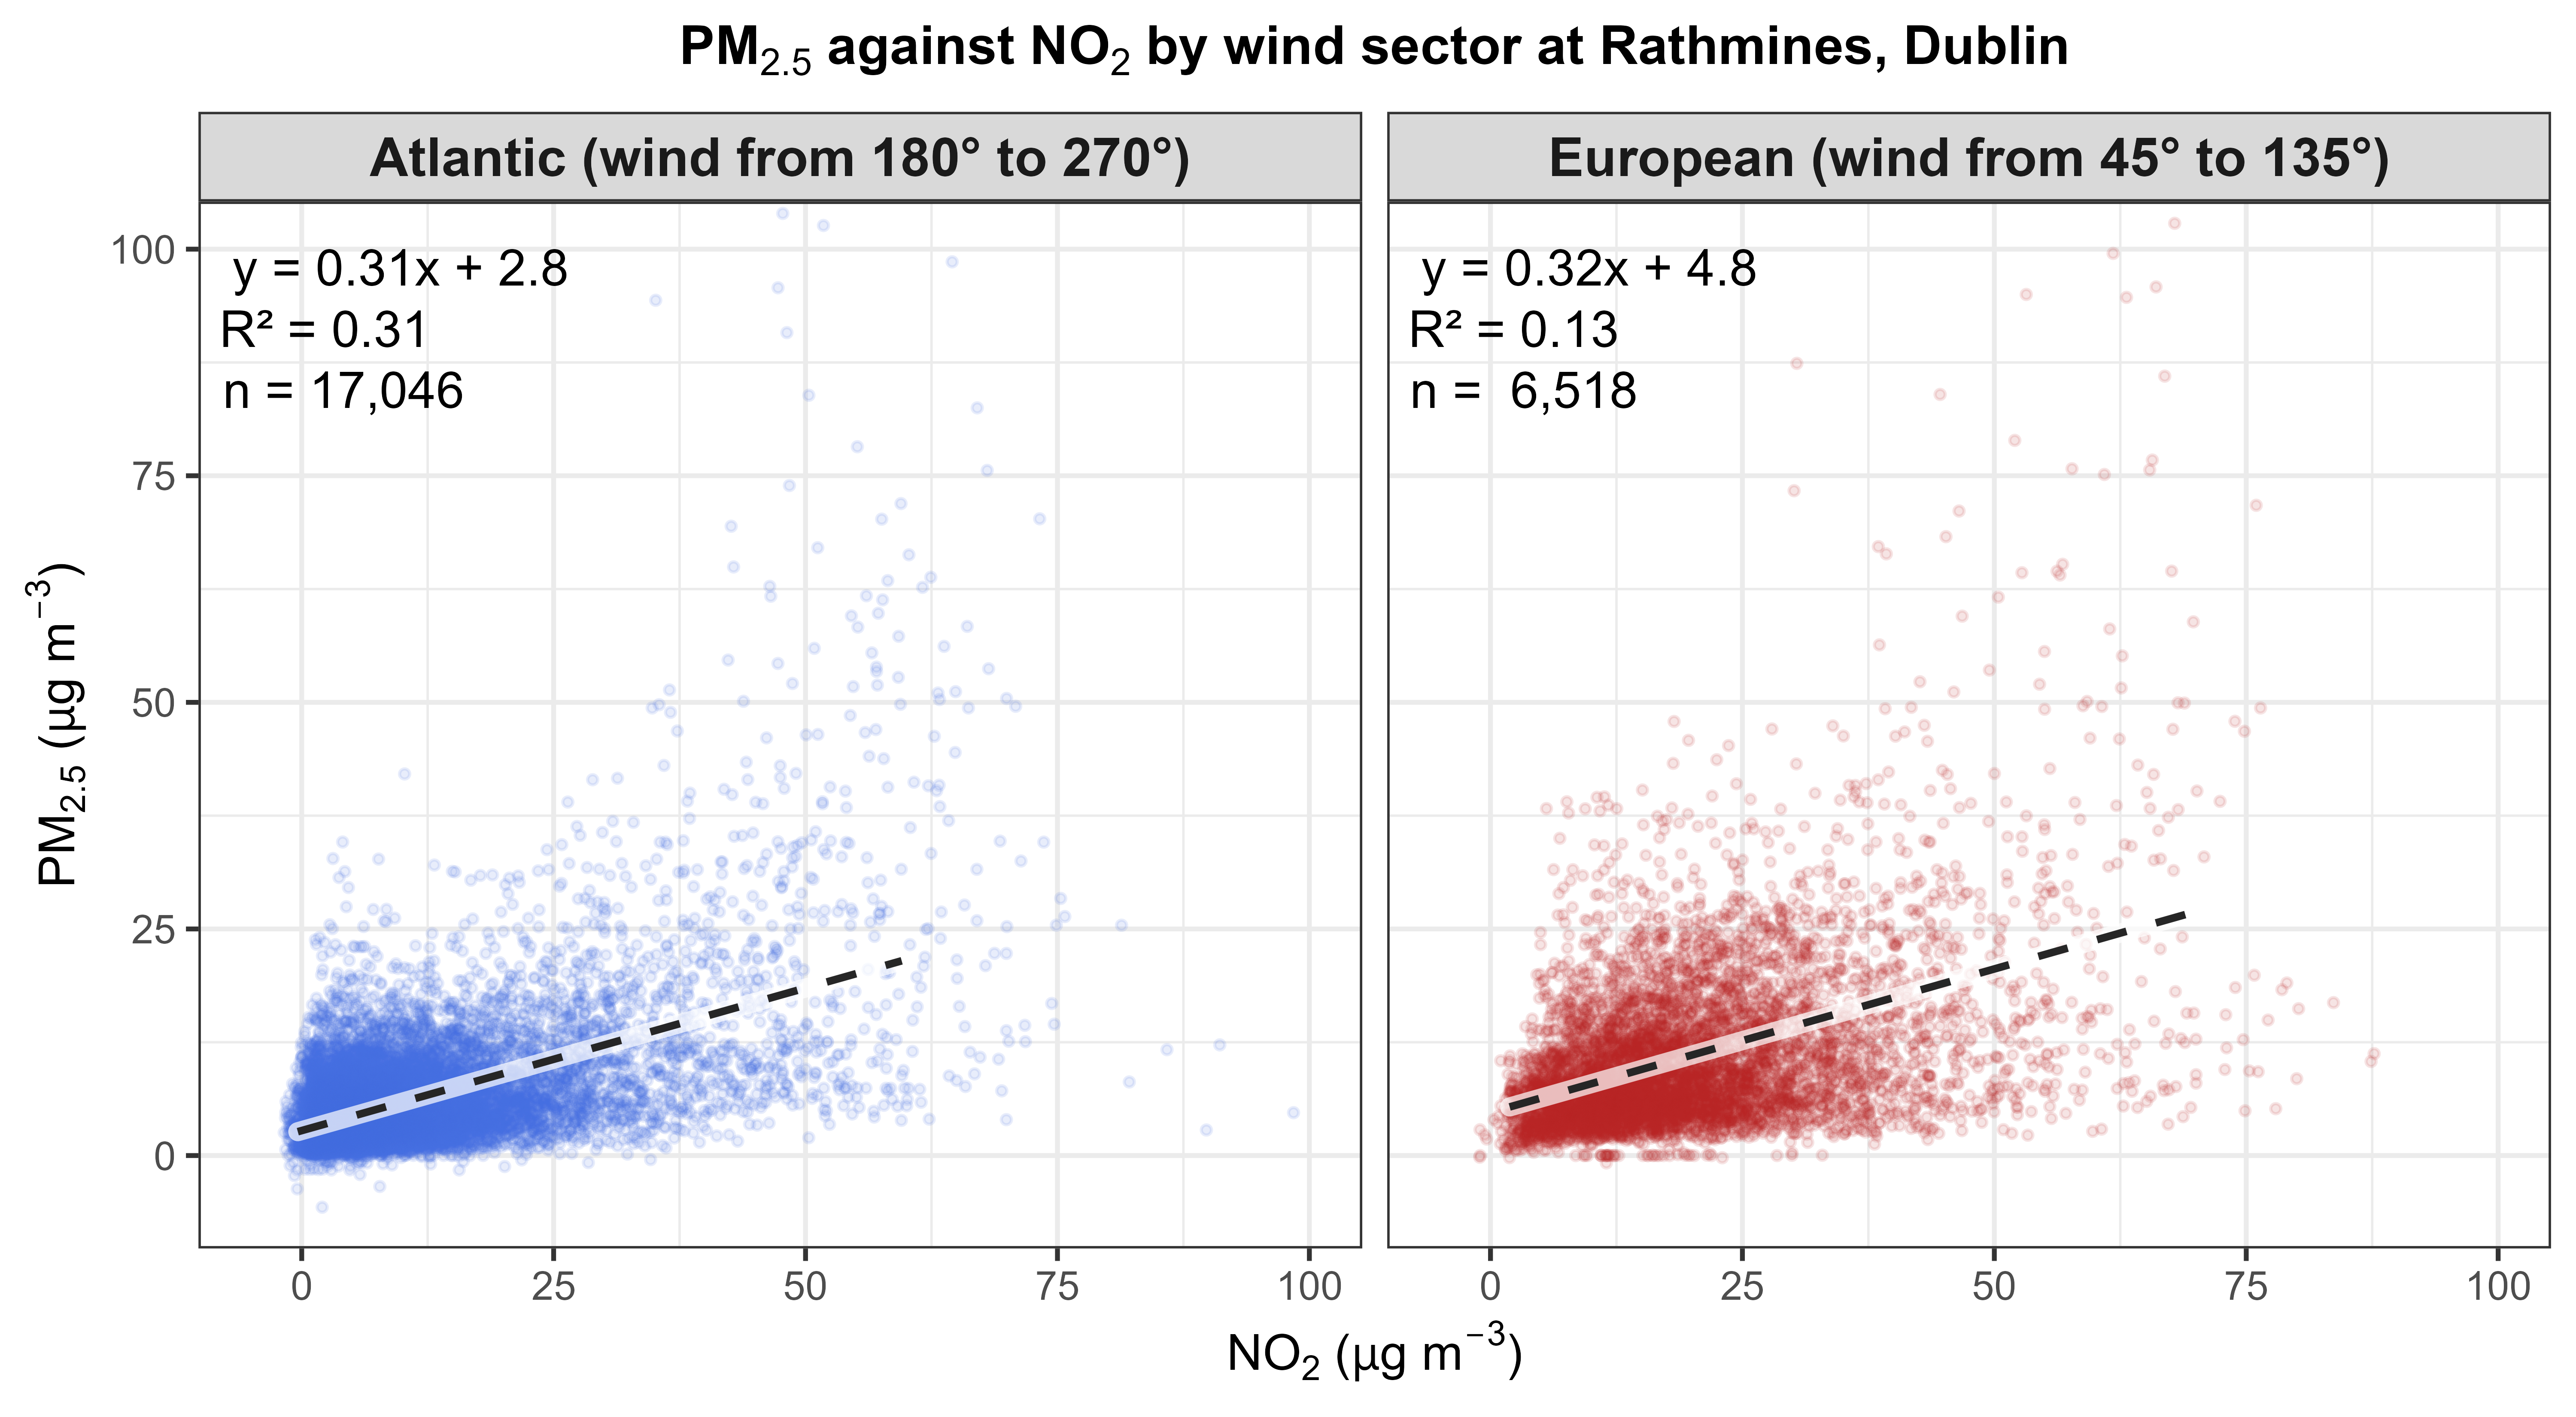 PM₂.₅ against NO₂ by wind sector at Rathmines, Dublin
Atlantic (wind from 180° to 270°)
European (wind from 45° to 135°)
y = 0.31x + 2.8
R² = 0.31
n = 17,046
y = 0.32x + 4.8
R² = 0.13
n =  6,518
PM₂.₅ (µg m⁻³)
100
75
50
25
0
0 25 50 75 100
0 25 50 75 100
NO₂ (µg m⁻³)